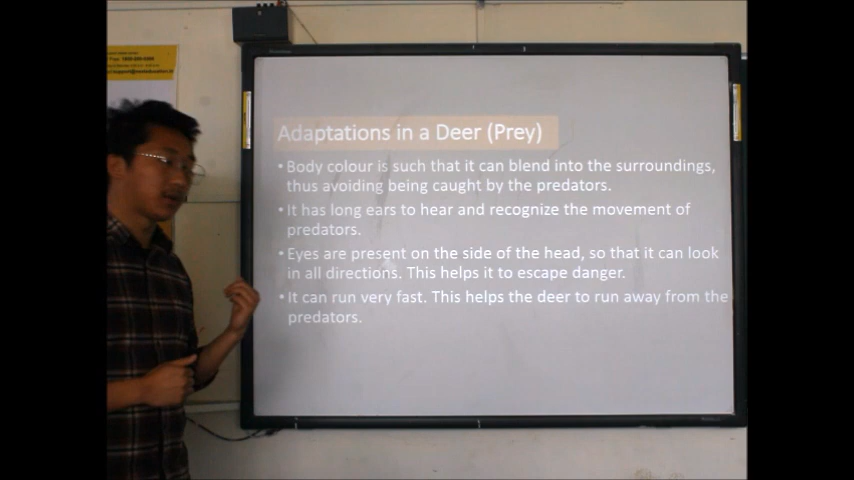 Adaptations in a Deer (Prey)
• Body colour is such that it can blend into the surroundings,
thus avoiding being caught by the predators.
• It has long ears to hear and recognize the movement of
predators.
• Eyes are present on the side of the head, so that it can look
in all directions. This helps it to escape danger.
• It can run very fast. This helps the deer to run away from the
predators.